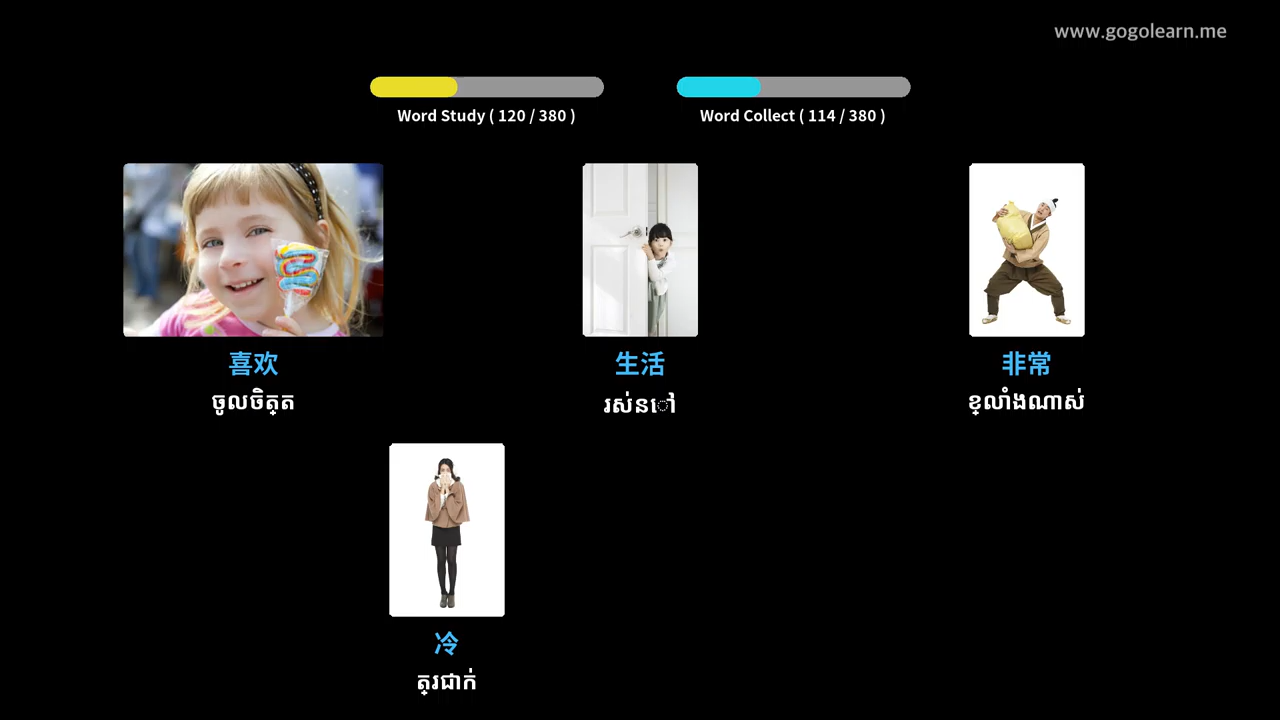 www.gogolearn.me
Word Study ( 120 / 380 )
Word Collect ( 114 / 380 )
喜欢
ចូលចិត្ត
生活
រស់នៅ
非常
ខ្លាំងណាស់
冷
ត្រជាក់